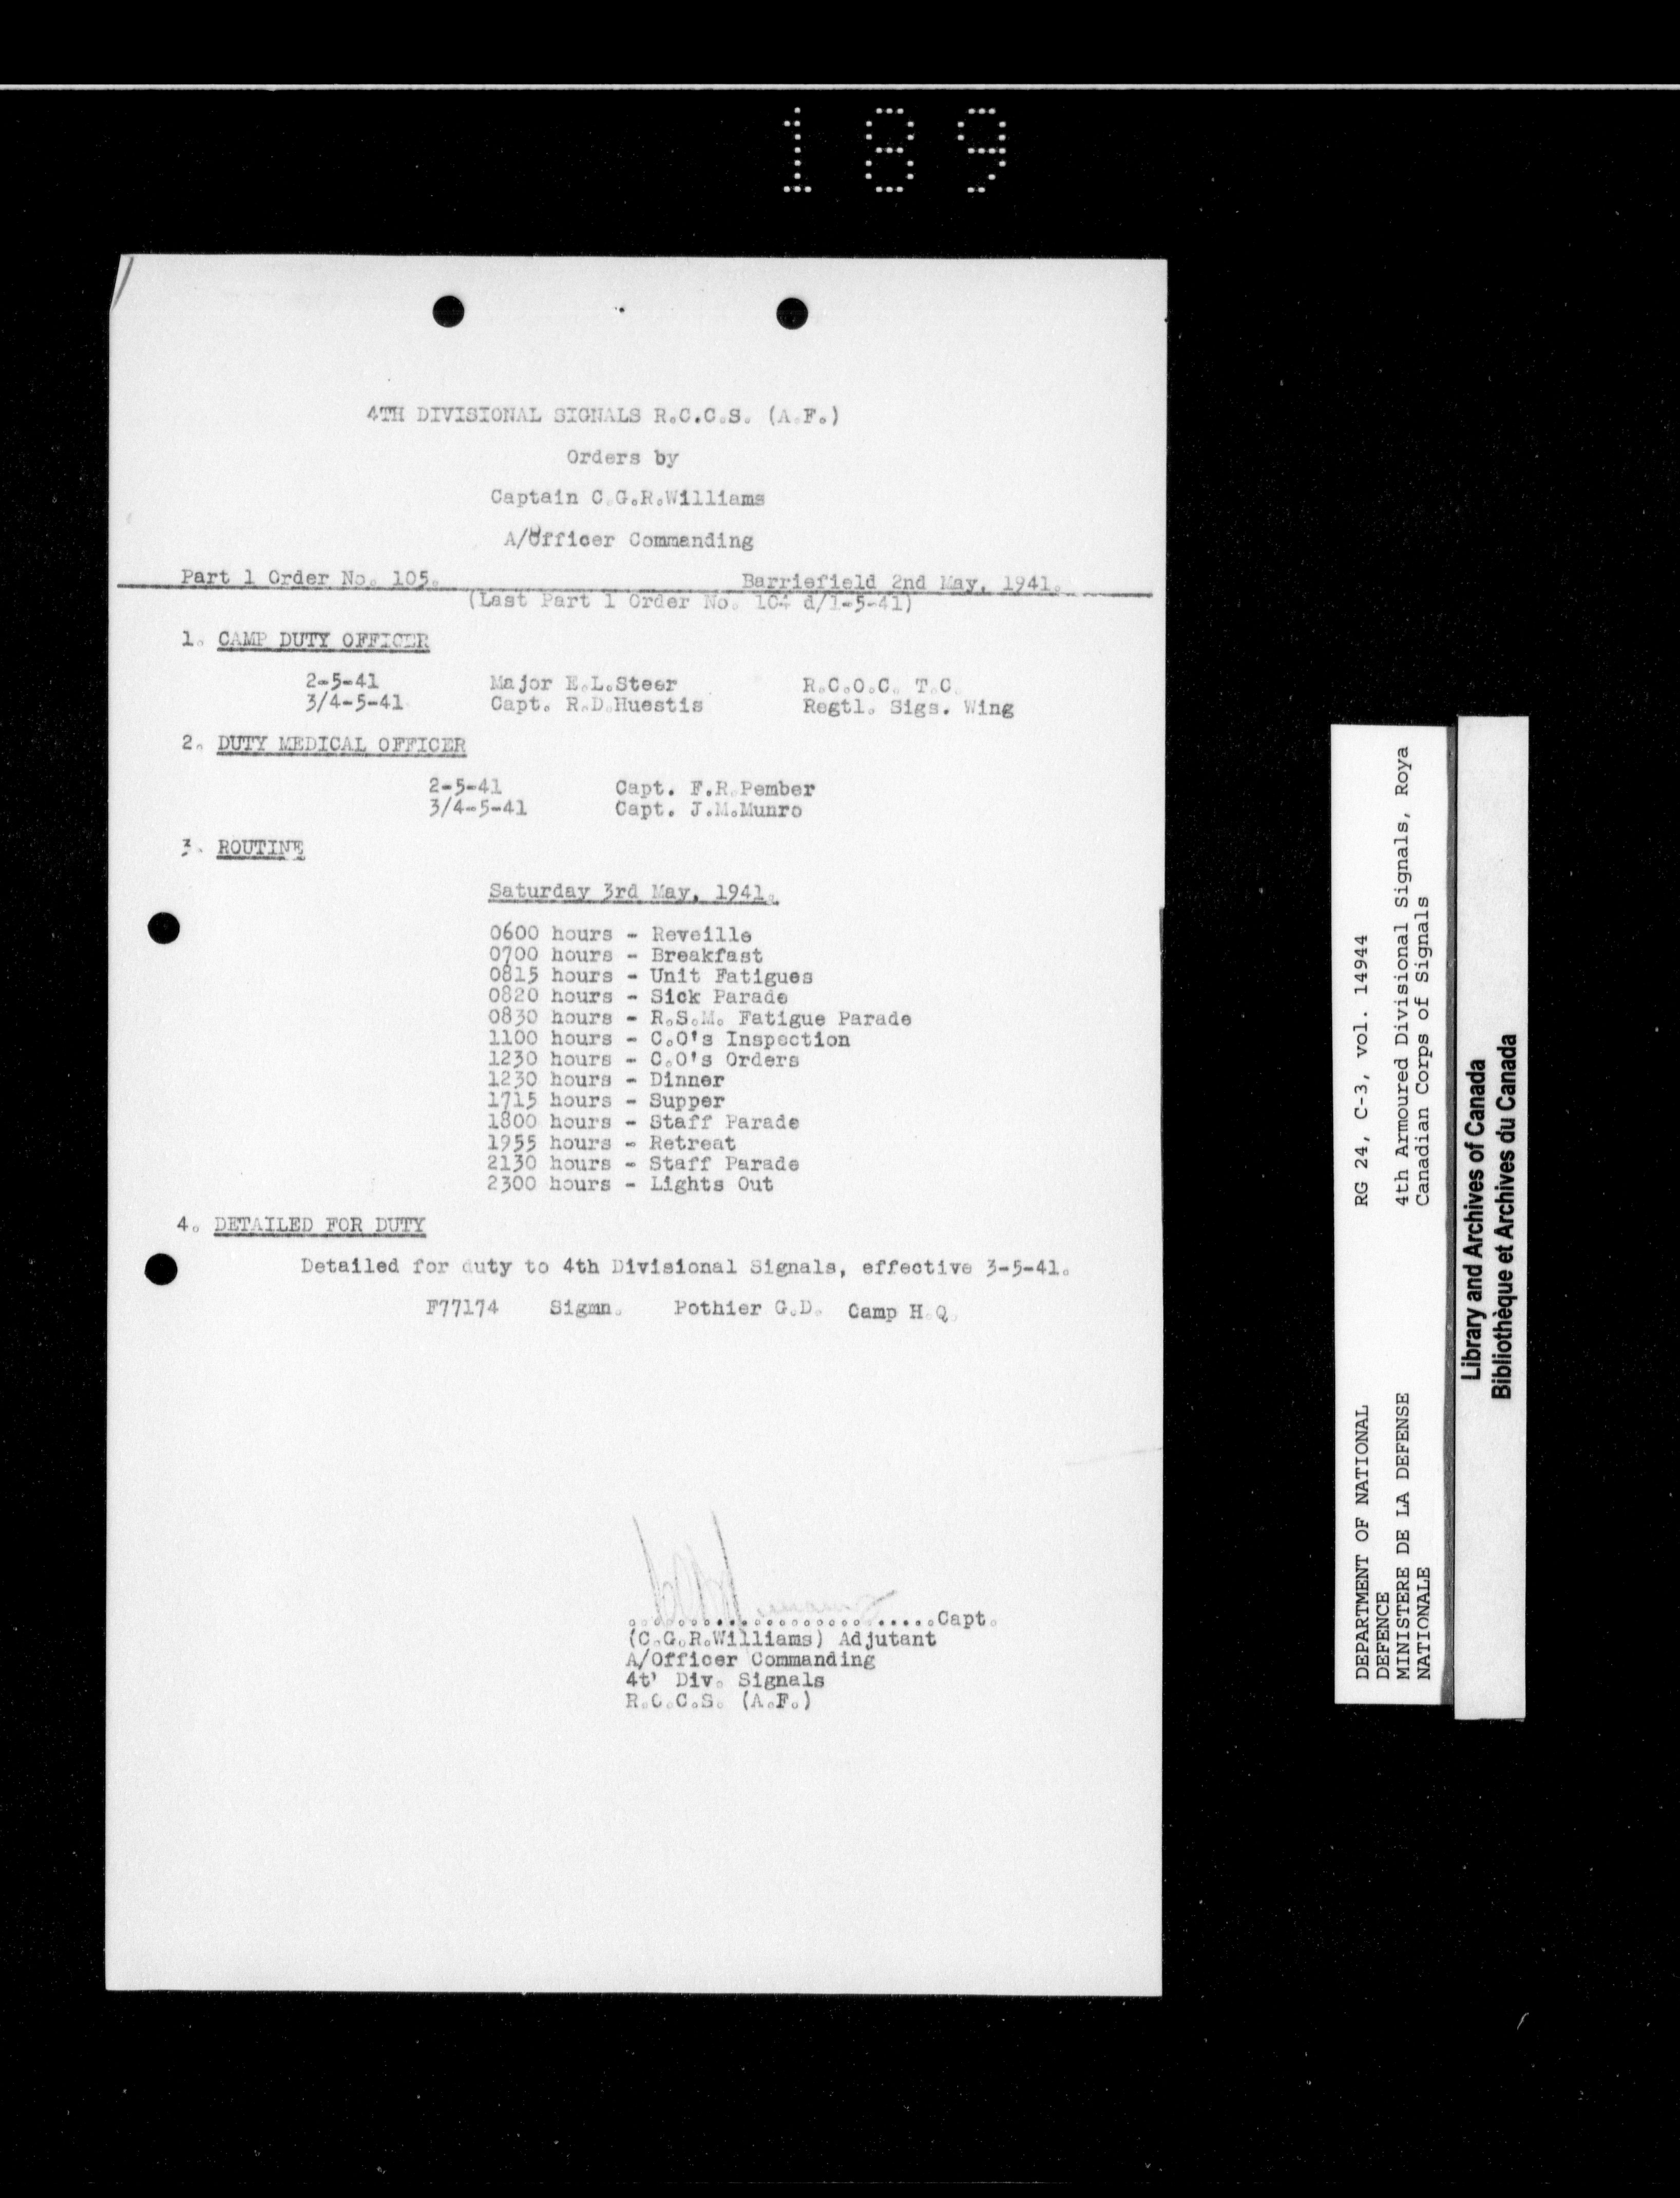 189
4TH DIVISIONAL SIGNALS R.C.C.S. (A.F.)
Orders by
Captain C.G.R.Williams
A/Officer Commanding
Part 1 Order No. 105. Barriefield 2nd May, 1941.
(Last Part 1 Order No. 104 d/1-5-41)
1. CAMP DUTY OFFICER
2-5-41 Major E.L.Steer R.C.O.C. T.C.
3/4-5-41 Capt. R.D.Huestis Regtl. Sigs. Wing
2. DUTY MEDICAL OFFICER
2-5-41 Capt. F.R.Pember
3/4-5-41 Capt. J.M.Munro
3. ROUTINE
Saturday 3rd May, 1941.
0600 hours - Reveille
0700 hours - Breakfast
0815 hours - Unit Fatigues
0820 hours - Sick Parade
0830 hours - R.S.M. Fatigue Parade
1100 hours - C.O's Inspection
1230 hours - C.O's Orders
1230 hours - Dinner
1715 hours - Supper
1800 hours - Staff Parade
1955 hours - Retreat
2130 hours - Staff Parade
2300 hours - Lights Out
4. DETAILED FOR DUTY
Detailed for duty to 4th Divisional Signals, effective 3-5-41.
F77174 Sigmn. Pothier G.D. Camp H.Q.
.........................Capt.
(C.G.R.Williams) Adjutant
A/Officer Commanding
4t' Div. Signals
R.C.C.S. (A.F.)
DEPARTMENT OF NATIONAL RG 24, C-3, vol. 14944
DEFENCE
MINISTERE DE LA DEFENSE 4th Armoured Divisional Signals, Roya
NATIONALE Canadian Corps of Signals
Library and Archives of Canada
Bibliothèque et Archives du Canada